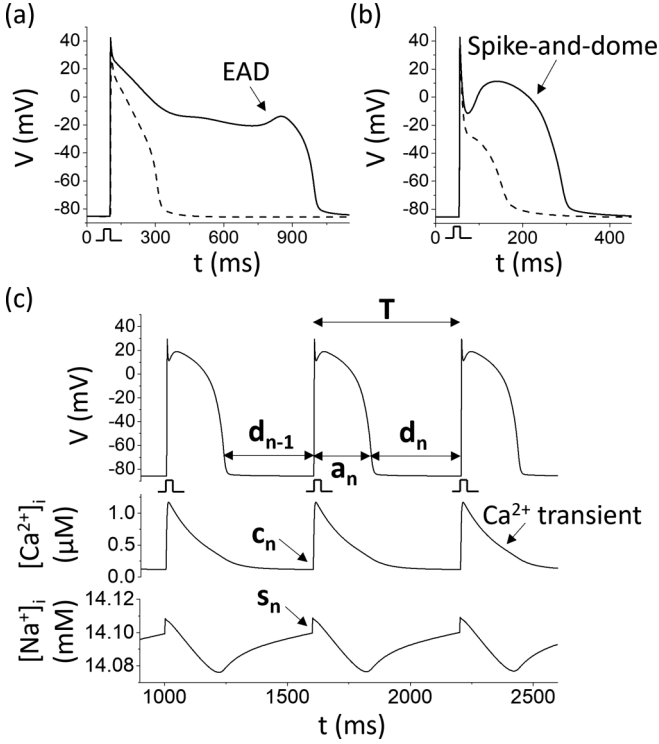 (a)
40
20
0
-20
-40
-60
-80
V (mV)
EAD
0
300
600
900
t (ms)
(b)
40
20
0
-20
-40
-60
-80
V (mV)
Spike-and-dome
0
200
400
t (ms)
(c)
T
40
20
0
-20
-40
-60
-80
V (mV)
dn-1
an
dn
[Ca2+]i
(μM)
1.0
0.5
0.0
cn
Ca2+ transient
[Na+]i
(mM)
14.12
14.10
14.08
sn
1000
1500
2000
2500
t (ms)